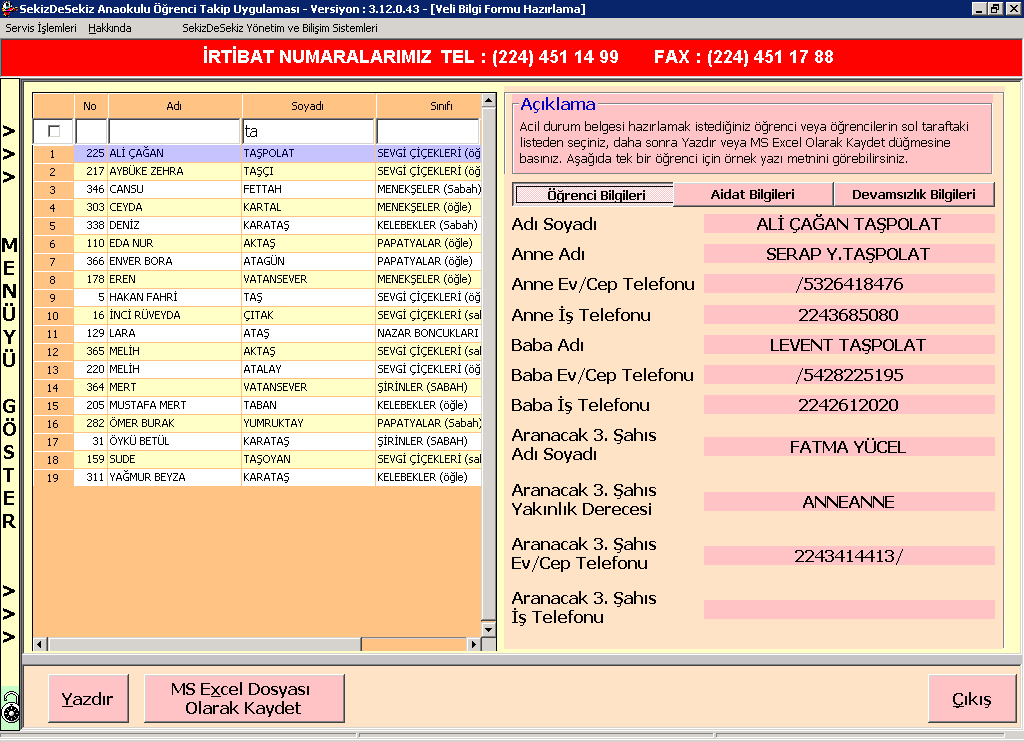 SekizDeSekiz Anaokulu Öğrenci Takip Uygulaması - Versiyon : 3.12.0.43 - [Veli Bilgi Formu Hazırlama]
Servis İşlemleri Hakkında SekizDeSekiz Yönetim ve Bilişim Sistemleri
İRTİBAT NUMARALARIMIZ TEL : (224) 451 14 99 FAX : (224) 451 17 88
> > > MENÜYÜ GÖSTER > > >
No Adı Soyadı Sınıfı
ta
1 225 ALİ ÇAĞAN TAŞPOLAT SEVGİ ÇİÇEKLERİ (öğ
2 217 AYBÜKE ZEHRA TAŞÇI SEVGİ ÇİÇEKLERİ (öğ
3 346 CANSU FETTAH MENEKŞELER (Sabah)
4 303 CEYDA KARTAL MENEKŞELER (öğle)
5 338 DENİZ KARATAŞ KELEBEKLER (Sabah)
6 110 EDA NUR AKTAŞ PAPATYALAR (öğle)
7 366 ENVER BORA ATAGÜN PAPATYALAR (öğle)
8 178 EREN VATANSEVER MENEKŞELER (öğle)
9 5 HAKAN FAHRİ TAŞ SEVGİ ÇİÇEKLERİ (öğ
10 16 İNCİ RÜVEYDA ÇITAK SEVGİ ÇİÇEKLERİ (sal
11 129 LARA ATAŞ NAZAR BONCUKLARI
12 365 MELİH AKTAŞ SEVGİ ÇİÇEKLERİ (sal
13 220 MELİH ATALAY SEVGİ ÇİÇEKLERİ (öğ
14 364 MERT VATANSEVER ŞİRİNLER (SABAH)
15 205 MUSTAFA MERT TABAN KELEBEKLER (öğle)
16 282 ÖMER BURAK YUMRUKTAY PAPATYALAR (Sabah)
17 31 ÖYKÜ BETÜL KARATAŞ ŞİRİNLER (SABAH)
18 159 SUDE TAŞOYAN SEVGİ ÇİÇEKLERİ (sal
19 311 YAĞMUR BEYZA KARATAŞ KELEBEKLER (öğle)
Açıklama
Acil durum belgesi hazırlamak istediğiniz öğrenci veya öğrencilerin sol taraftaki
listeden seçiniz, daha sonra Yazdır veya MS Excel Olarak Kaydet düğmesine
basınız. Aşağıda tek bir öğrenci için örnek yazı metnini görebilirsiniz.
Öğrenci Bilgileri Aidat Bilgileri Devamsızlık Bilgileri
Adı Soyadı ALİ ÇAĞAN TAŞPOLAT
Anne Adı SERAP Y.TAŞPOLAT
Anne Ev/Cep Telefonu /5326418476
Anne İş Telefonu 2243685080
Baba Adı LEVENT TAŞPOLAT
Baba Ev/Cep Telefonu /5428225195
Baba İş Telefonu 2242612020
Aranacak 3. Şahıs
Adı Soyadı FATMA YÜCEL
Aranacak 3. Şahıs
Yakınlık Derecesi ANNEANNE
Aranacak 3. Şahıs
Ev/Cep Telefonu 2243414413/
Aranacak 3. Şahıs
İş Telefonu
Yazdır
MS Excel Dosyası
Olarak Kaydet
Çıkış